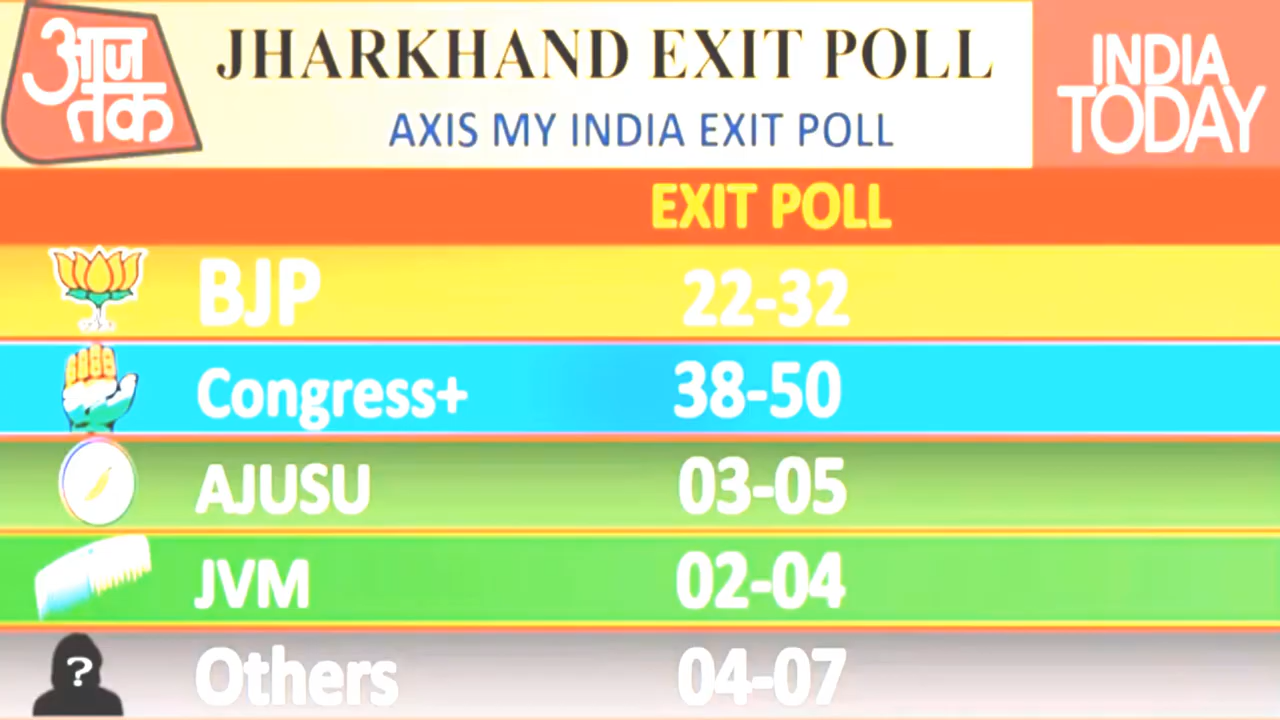 आज तक
JHARKHAND EXIT POLL
AXIS MY INDIA EXIT POLL
INDIA TODAY
EXIT POLL
BJP 22-32
Congress+ 38-50
AJUSU 03-05
JVM 02-04
? Others 04-07